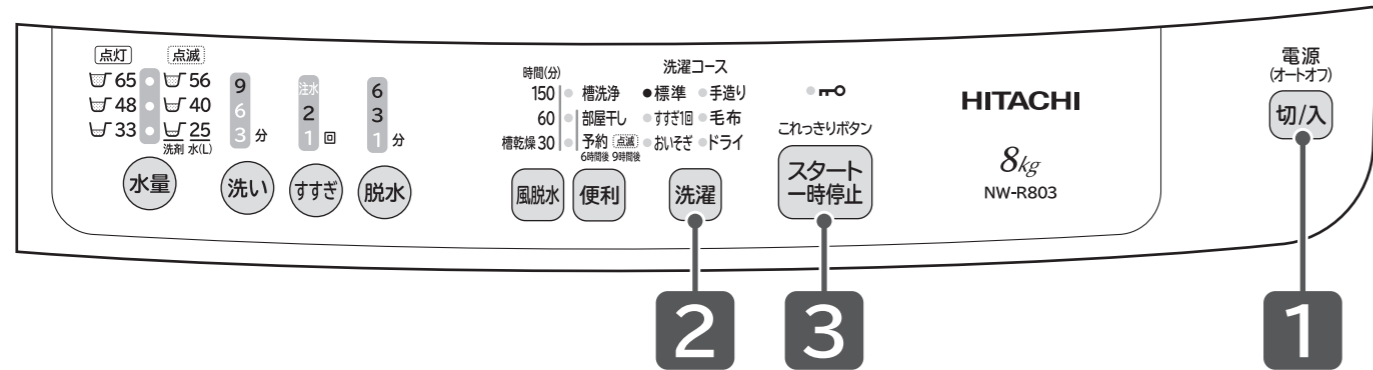 点灯 点滅
65 56
48 40
33 25
洗剤 水(L)
水量
9
6
3 分
洗い
注水
2
1 回
すすぎ
6
3
1 分
脱水
時間(分)
150
60
槽乾燥 30
風脱水
槽洗浄
部屋干し
予約 点滅
6時間後 9時間後
便利
洗濯コース
標準 手造り
すすぎ1回 毛布
おいそぎ ドライ
洗濯
これっきりボタン
スタート
一時停止
HITACHI
8kg
NW-R803
電源
(オートオフ)
切/入
2
3
1